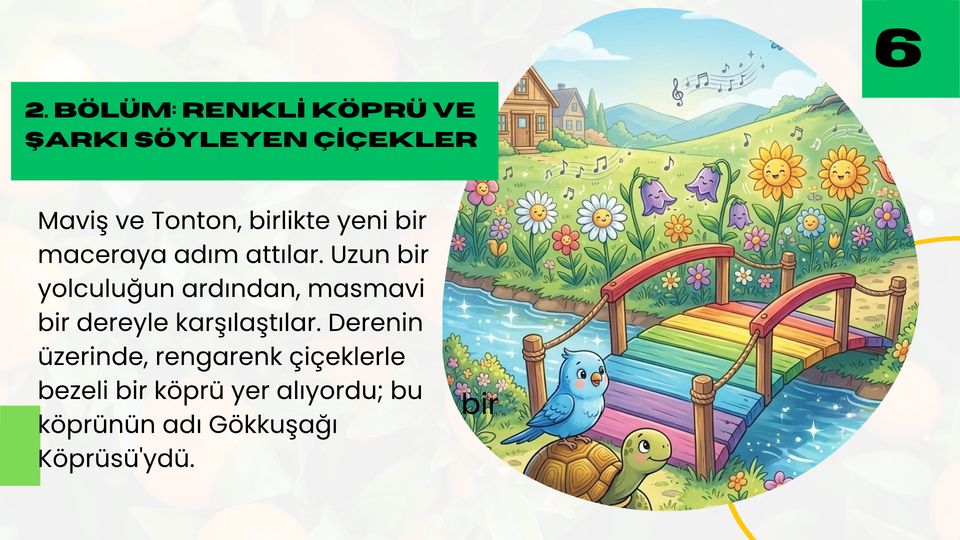 6
2. BÖLÜM: RENKLİ KÖPRÜ VE
ŞARKI SÖYLEYEN ÇİÇEKLER
Maviş ve Tonton, birlikte yeni bir
maceraya adım attılar. Uzun bir
yolculuğun ardından, masmavi
bir dereyle karşılaştılar. Derenin
üzerinde, rengarenk çiçeklerle
bezeli bir köprü yer alıyordu; bu
köprünün adı Gökkuşağı
Köprüsü'ydü.
bir